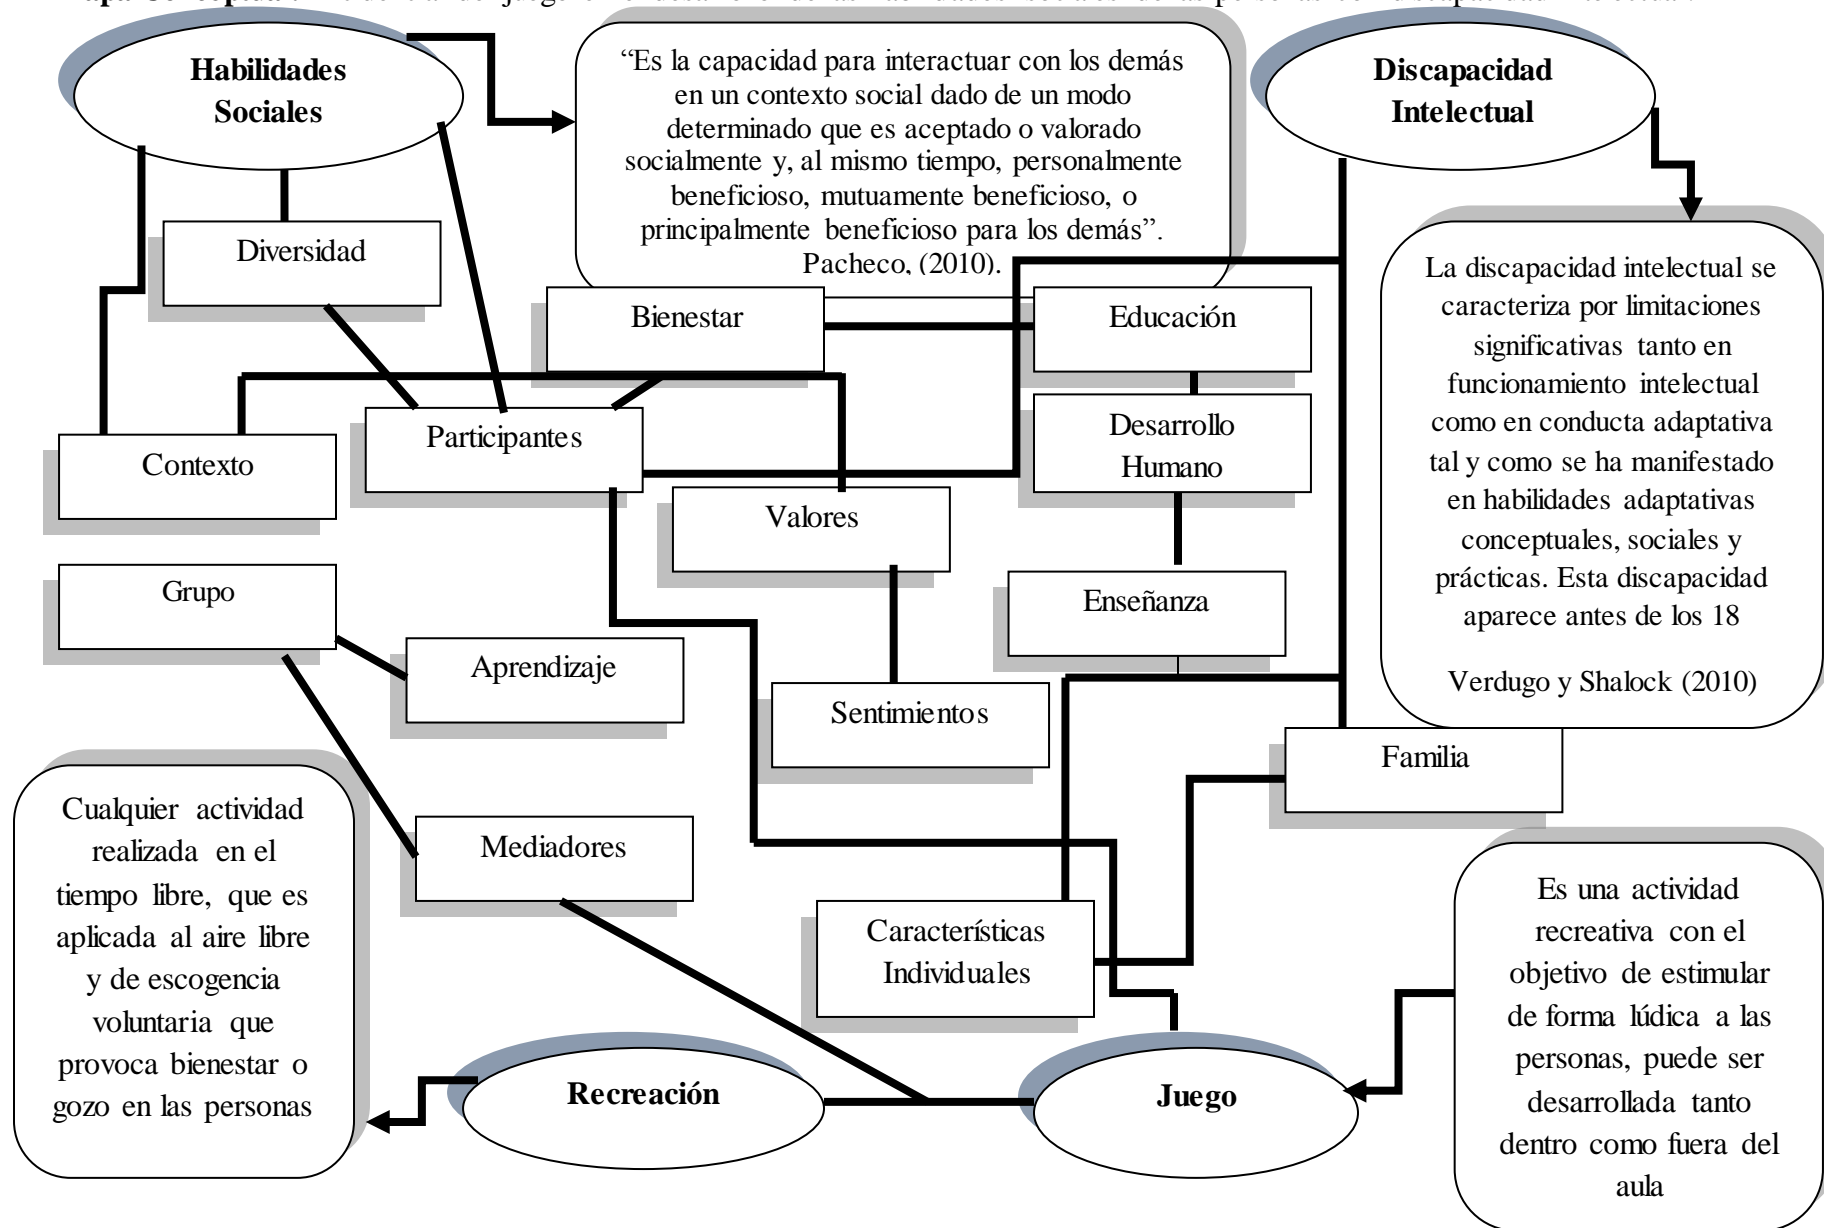 Habilidades
Sociales
“Es la capacidad para interactuar con los demás
en un contexto social dado de un modo
determinado que es aceptado o valorado
socialmente y, al mismo tiempo, personalmente
beneficioso, mutuamente beneficioso, o
principalmente beneficioso para los demás”.
Pacheco, (2010).
Discapacidad
Intelectual
Diversidad
La discapacidad intelectual se
caracteriza por limitaciones
significativas tanto en
funcionamiento intelectual
como en conducta adaptativa
tal y como se ha manifestado
en habilidades adaptativas
conceptuales, sociales y
prácticas. Esta discapacidad
aparece antes de los 18
Verdugo y Shalock (2010)
Bienestar
Educación
Participantes
Desarrollo
Humano
Contexto
Valores
Grupo
Enseñanza
Aprendizaje
Sentimientos
Familia
Cualquier actividad
realizada en el
tiempo libre, que es
aplicada al aire libre
y de escogencia
voluntaria que
provoca bienestar o
gozo en las personas
Mediadores
Características
Individuales
Es una actividad
recreativa con el
objetivo de estimular
de forma lúdica a las
personas, puede ser
desarrollada tanto
dentro como fuera del
aula
Recreación
Juego